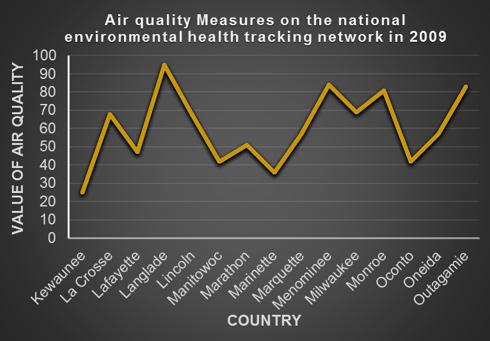 Air quality Measures on the national
environmental health tracking network in 2009
VALUE OF AIR QUALITY
100
90
80
70
60
50
40
30
20
10
0
Kewaunee
La Crosse
Lafayette
Langlade
Lincoln
Manitowoc
Marathon
Marinette
Marquette
Menominee
Milwaukee
Monroe
Oconto
Oneida
Outagamie
COUNTRY